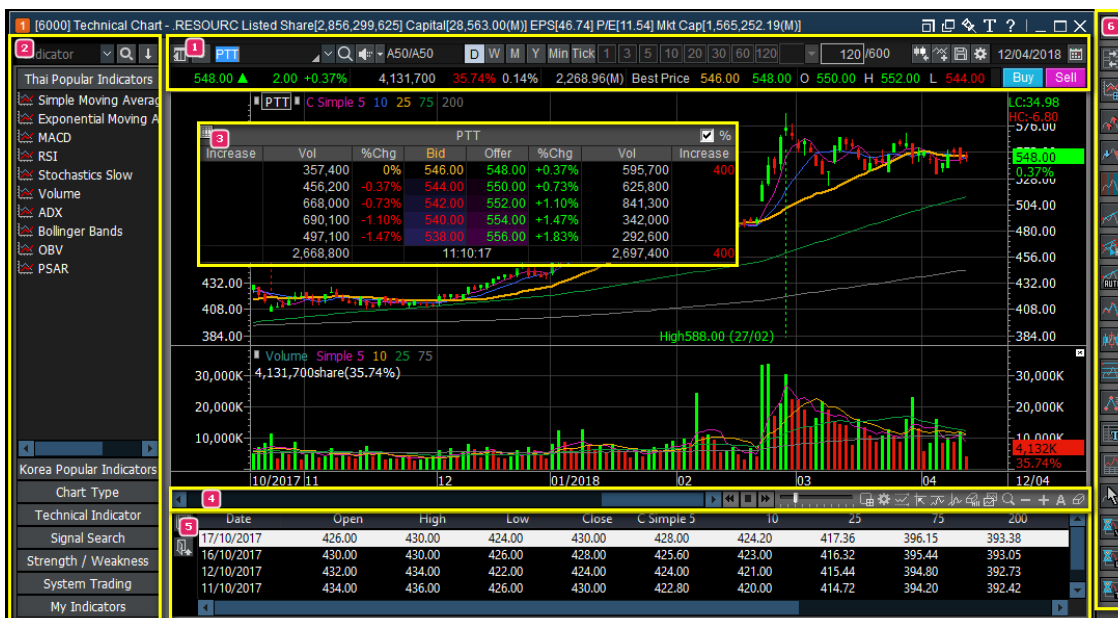 1 [6000] Technical Chart - .RESOURC Listed Share[2,856,299,625] Capital[28,563.00(M)] EPS[46.74] P/E[11.54] Mkt Cap[1,565,252.19(M)] T ? 6
2 dicator 1 PTT A50/A50 D W M Y Min Tick 1 3 5 10 20 30 60 120 120 /600 12/04/2018
Thai Popular Indicators 548.00 ▲ 2.00 +0.37% 4,131,700 35.74% 0.14% 2,268.96(M) Best Price 546.00 548.00 O 550.00 H 552.00 L 544.00 Buy Sell
Simple Moving Averag
Exponential Moving A
MACD
RSI
Stochastics Slow
Volume
ADX
Bollinger Bands
OBV
PSAR
PTT C Simple 5 10 25 75 200
LC:34.98
HC:-6.80
576.00
548.00
0.37%
528.00
504.00
480.00
456.00
432.00 432.00
408.00 408.00
384.00 384.00
High588.00 (27/02)
3 PTT %
Increase Vol %Chg Bid Offer %Chg Vol Increase
357,400 0% 546.00 548.00 +0.37% 595,700 400
456,200 -0.37% 544.00 550.00 +0.73% 625,800
668,000 -0.73% 542.00 552.00 +1.10% 841,300
690,100 -1.10% 540.00 554.00 +1.47% 342,000
497,100 -1.47% 538.00 556.00 +1.83% 292,600
2,668,800 11:10:17 2,697,400 400
Volume Simple 5 10 25 75
4,131,700share(35.74%)
30,000K 30,000K
20,000K 20,000K
10,000K 10,000K
4,132K
35.74%
10/2017 11 12 01/2018 02 03 04 12/04
Korea Popular Indicators
Chart Type
Technical Indicator
Signal Search
Strength / Weakness
System Trading
My Indicators
4 A
5 Date Open High Low Close C Simple 5 10 25 75 200
17/10/2017 426.00 430.00 424.00 430.00 428.00 424.20 417.36 396.15 393.38
16/10/2017 430.00 430.00 426.00 428.00 425.60 423.00 416.32 395.44 393.05
12/10/2017 432.00 434.00 422.00 424.00 424.00 421.00 415.44 394.80 392.73
11/10/2017 434.00 436.00 426.00 430.00 422.80 420.00 414.72 394.20 392.42
AUTO
T